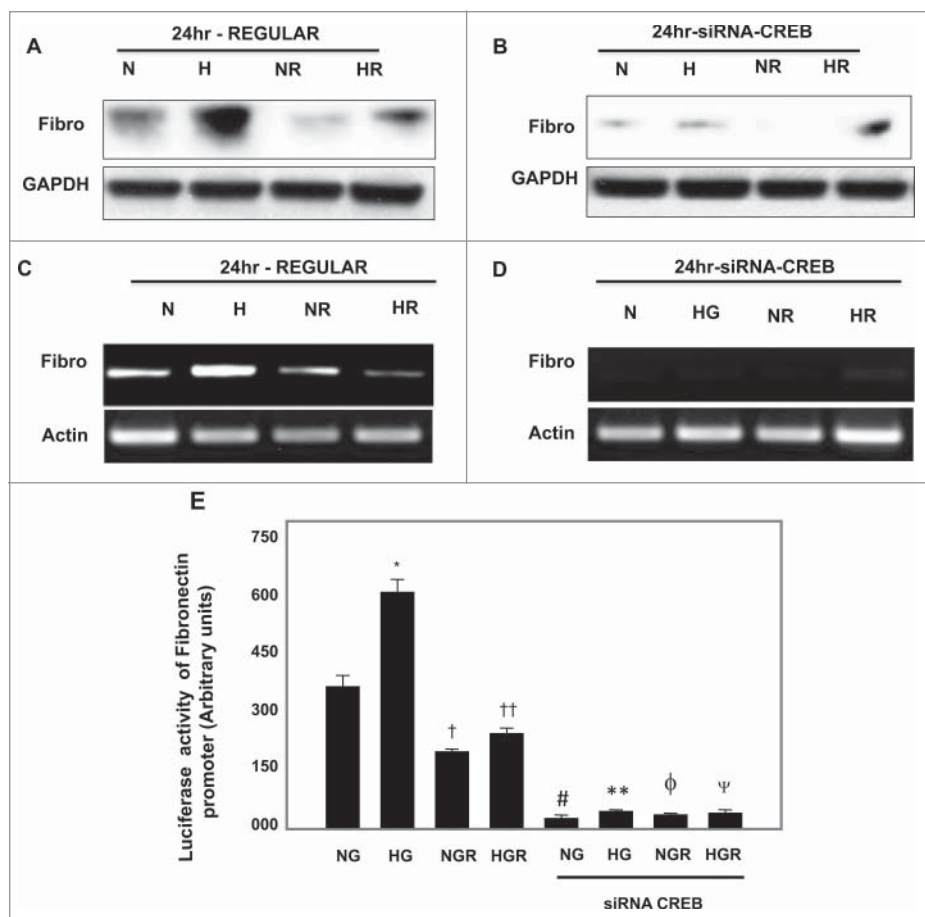 A
24hr - REGULAR
N H NR HR
Fibro
GAPDH
B
24hr-siRNA-CREB
N H NR HR
Fibro
GAPDH
C
24hr - REGULAR
N H NR HR
Fibro
Actin
D
24hr-siRNA-CREB
N HG NR HR
Fibro
Actin
E
Luciferase activity of Fibronectin
promoter (Arbitrary units)
750
600
450
300
150
000
*
†
††
#
**
ϕ
Ψ
NG HG NGR HGR NG HG NGR HGR
siRNA CREB